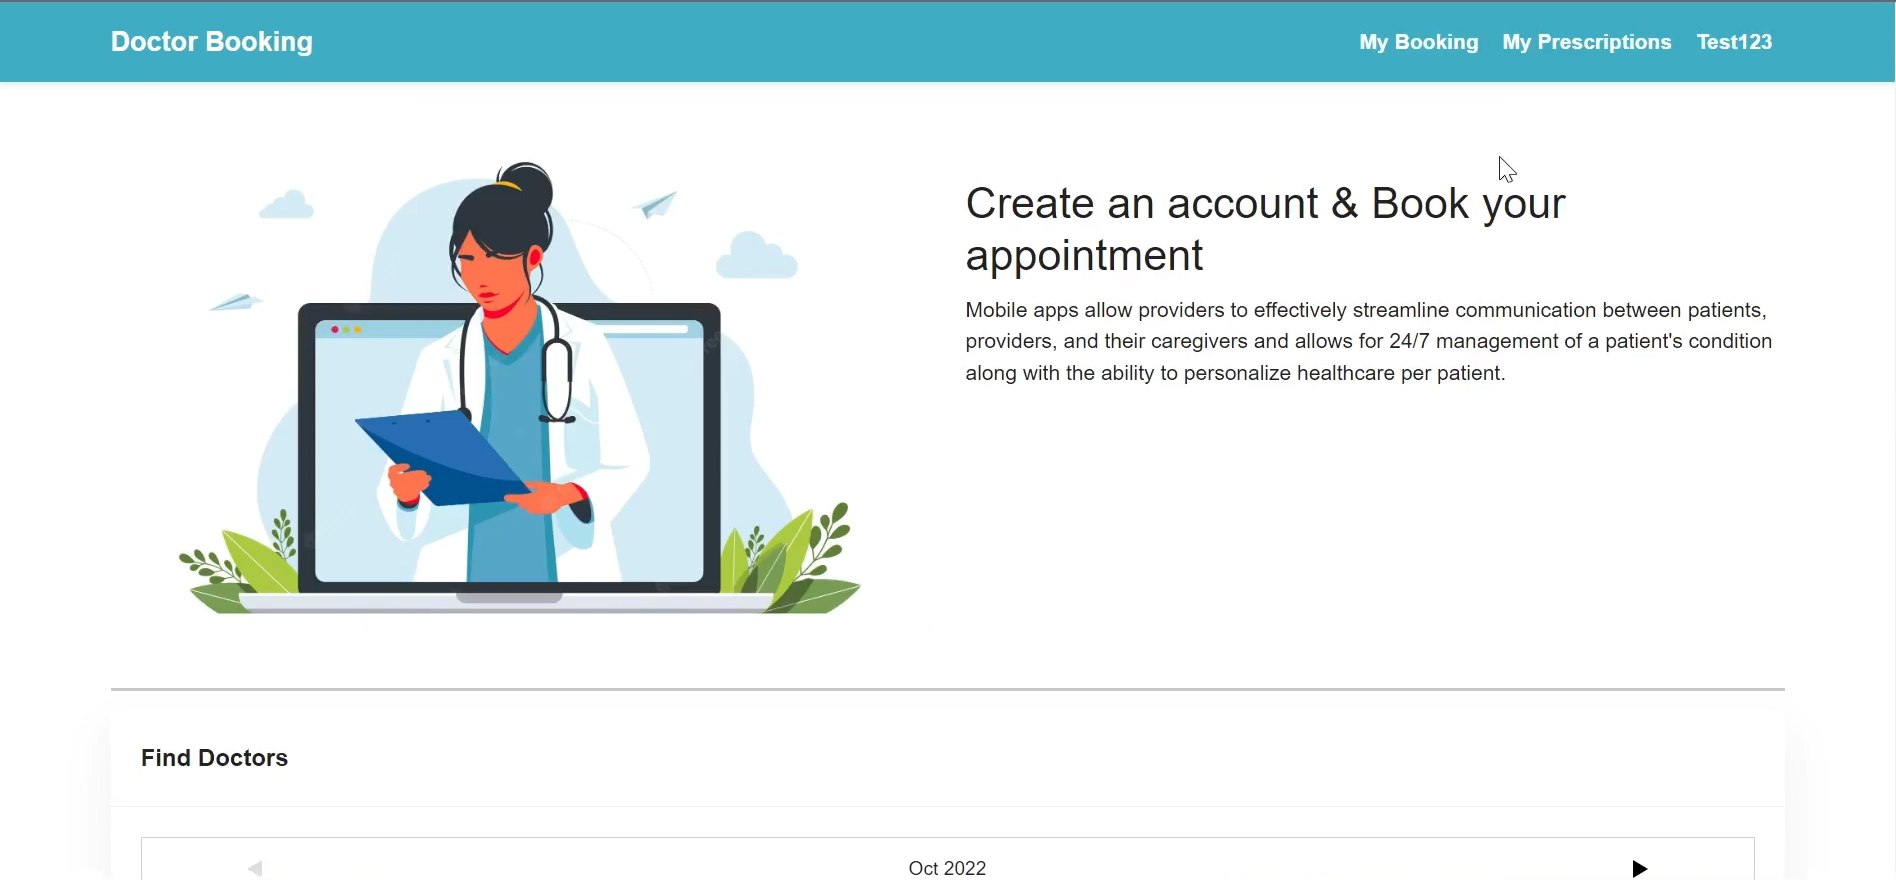 Doctor Booking
My Booking My Prescriptions Test123
Create an account & Book your
appointment
Mobile apps allow providers to effectively streamline communication between patients,
providers, and their caregivers and allows for 24/7 management of a patient's condition
along with the ability to personalize healthcare per patient.
Find Doctors
Oct 2022